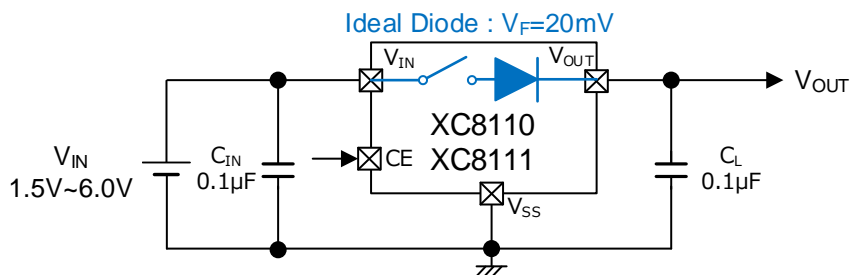 Ideal Diode : VF=20mV
VIN
VOUT
VOUT
XC8110
XC8111
CE
VIN
1.5V~6.0V
CIN
0.1µF
CL
0.1µF
VSS